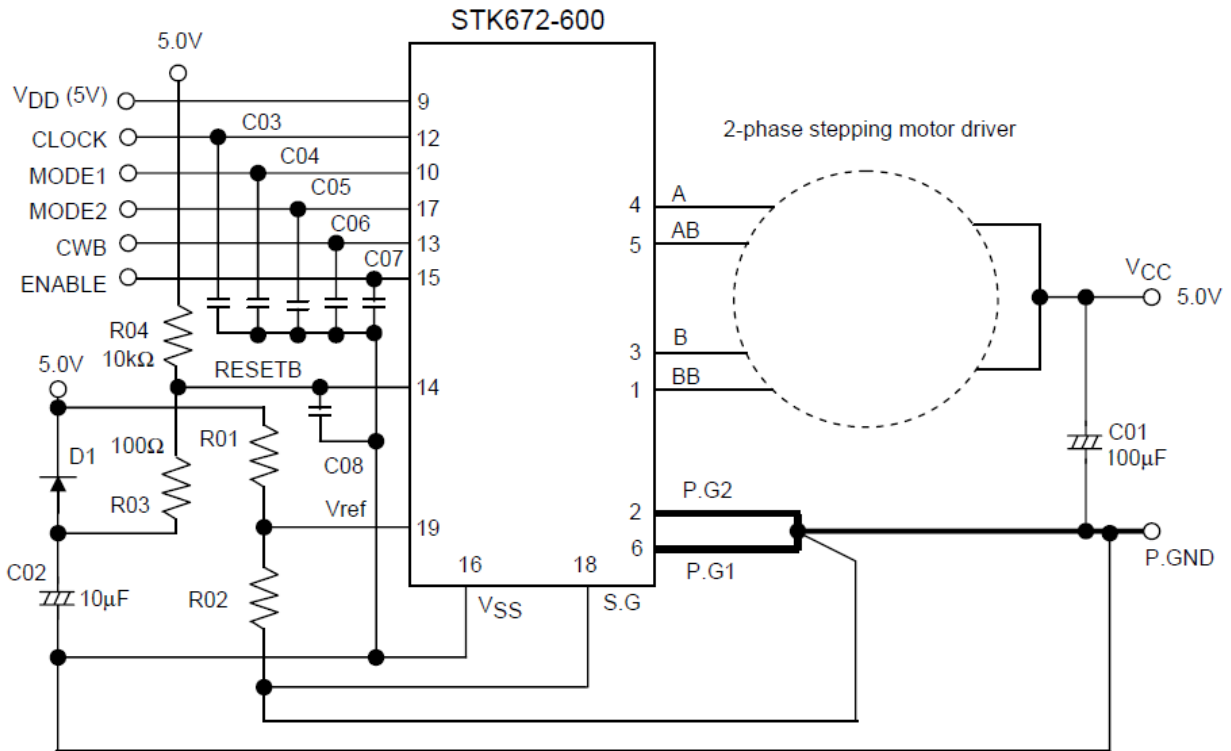 STK672-600
5.0V
VDD (5V)
9
CLOCK
C03
12
2-phase stepping motor driver
MODE1
C04
10
MODE2
C05
17
4
A
CWB
C06
13
5
AB
ENABLE
C07
15
VCC
5.0V
R04
10kΩ
3
B
5.0V
RESETB
14
1
BB
D1
100Ω
R01
C08
C01
100μF
R03
Vref
19
2
P.G2
6
P.G1
P.GND
C02
10μF
R02
16
18
VSS
S.G